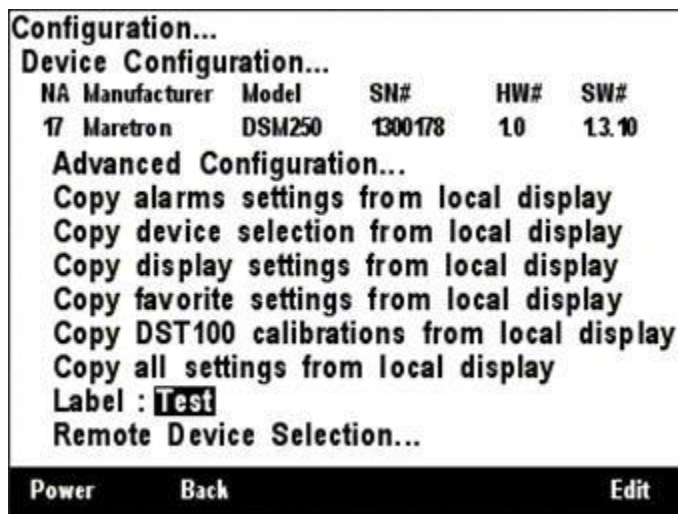 Configuration...
Device Configuration...
NA Manufacturer Model SN# HW# SW#
17 Maretron DSM250 1300178 1.0 1.3.10
Advanced Configuration...
Copy alarms settings from local display
Copy device selection from local display
Copy display settings from local display
Copy favorite settings from local display
Copy DST100 calibrations from local display
Copy all settings from local display
Label : Test
Remote Device Selection...
Power Back Edit